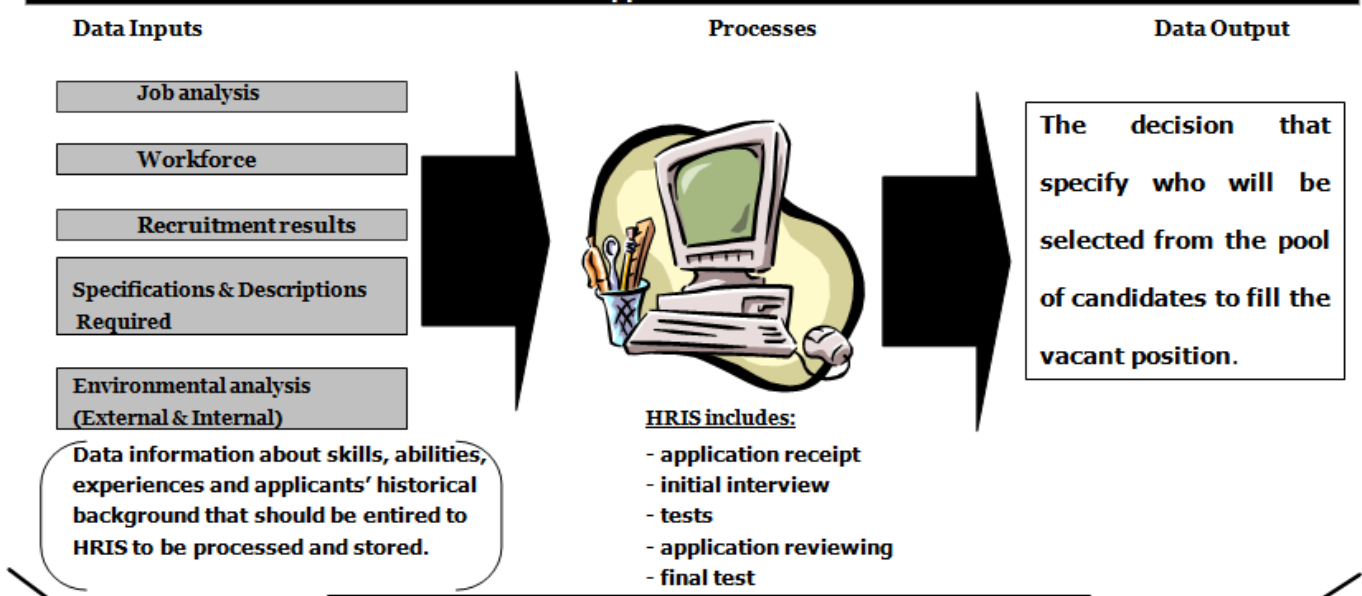 Data Inputs
Processes
Data Output
Job analysis
Workforce
Recruitment results
Specifications & Descriptions
Required
Environmental analysis
(External & Internal)
Data information about skills, abilities,
experiences and applicants' historical
background that should be entired to
HRIS to be processed and stored.
HRIS includes:
- application receipt
- initial interview
- tests
- application reviewing
- final test
The decision that
specify who will be
selected from the pool
of candidates to fill the
vacant position.